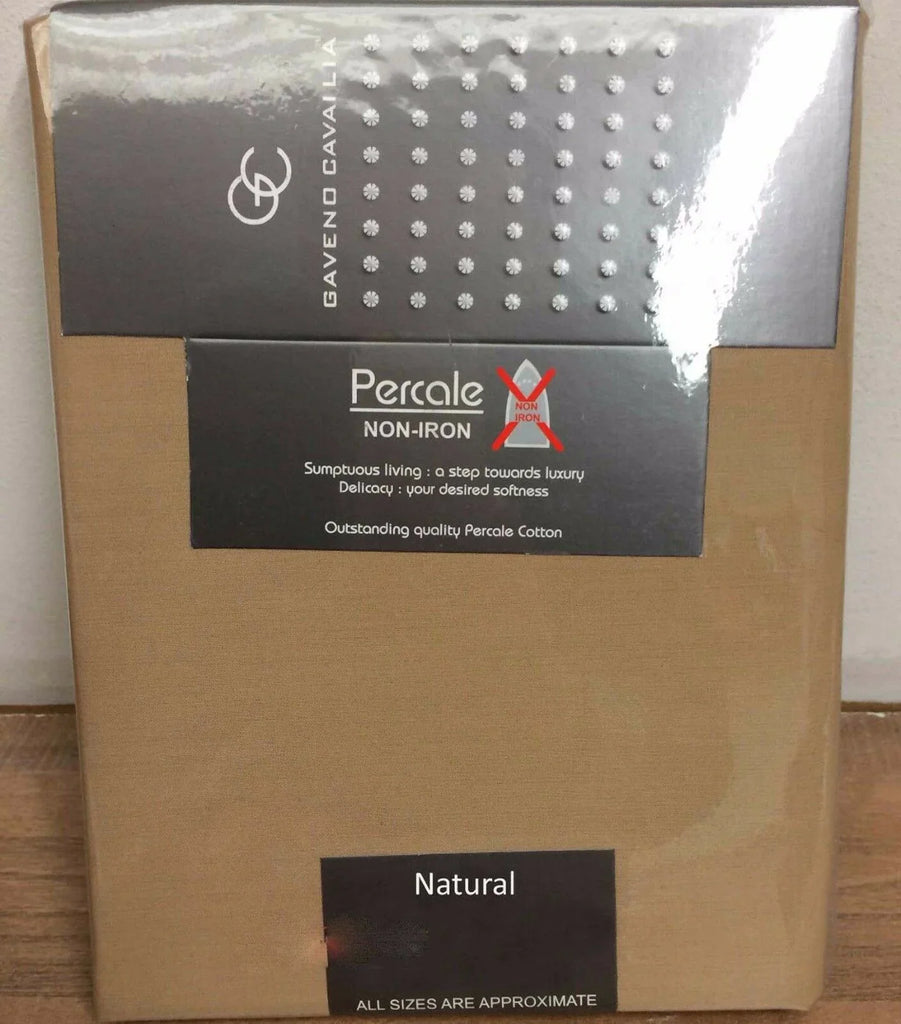 GC
GAVENO CAVAILIA
Percale
NON-IRON
NON
IRON
Sumptuous living : a step towards luxury
Delicacy : your desired softness
Outstanding quality Percale Cotton
Natural
ALL SIZES ARE APPROXIMATE